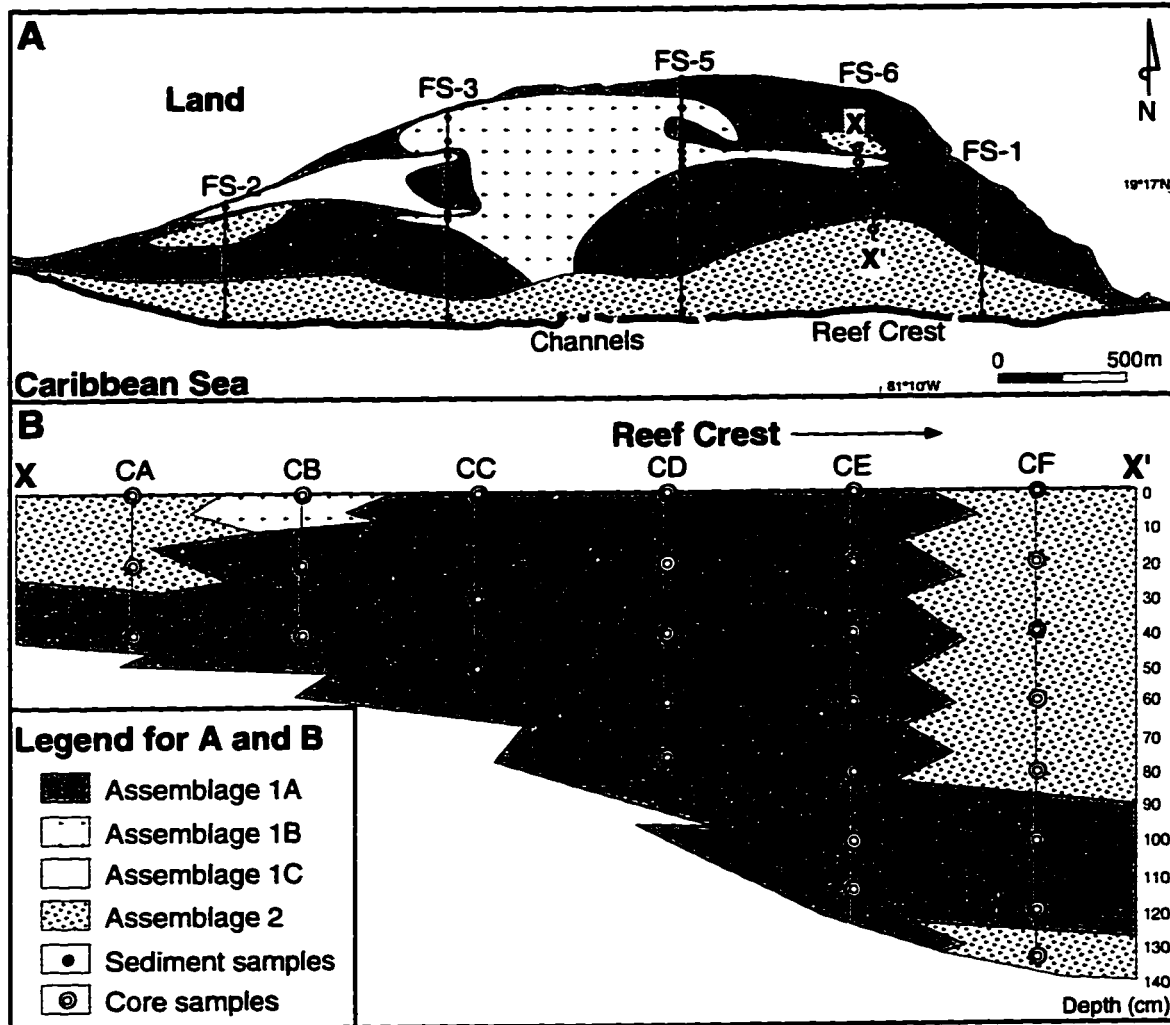 A
FS-5
FS-6
FS-3
Land
X
N
FS-1
FS-2
19°17'N
X'
Channels
Reef Crest
0 500m
Caribbean Sea
81°10'W
B
Reef Crest
X CA CB CC CD CE CF X'
0
10
20
30
40
50
60
70
80
90
100
110
120
130
140
Depth (cm)
Legend for A and B
Assemblage 1A
Assemblage 1B
Assemblage 1C
Assemblage 2
Sediment samples
Core samples